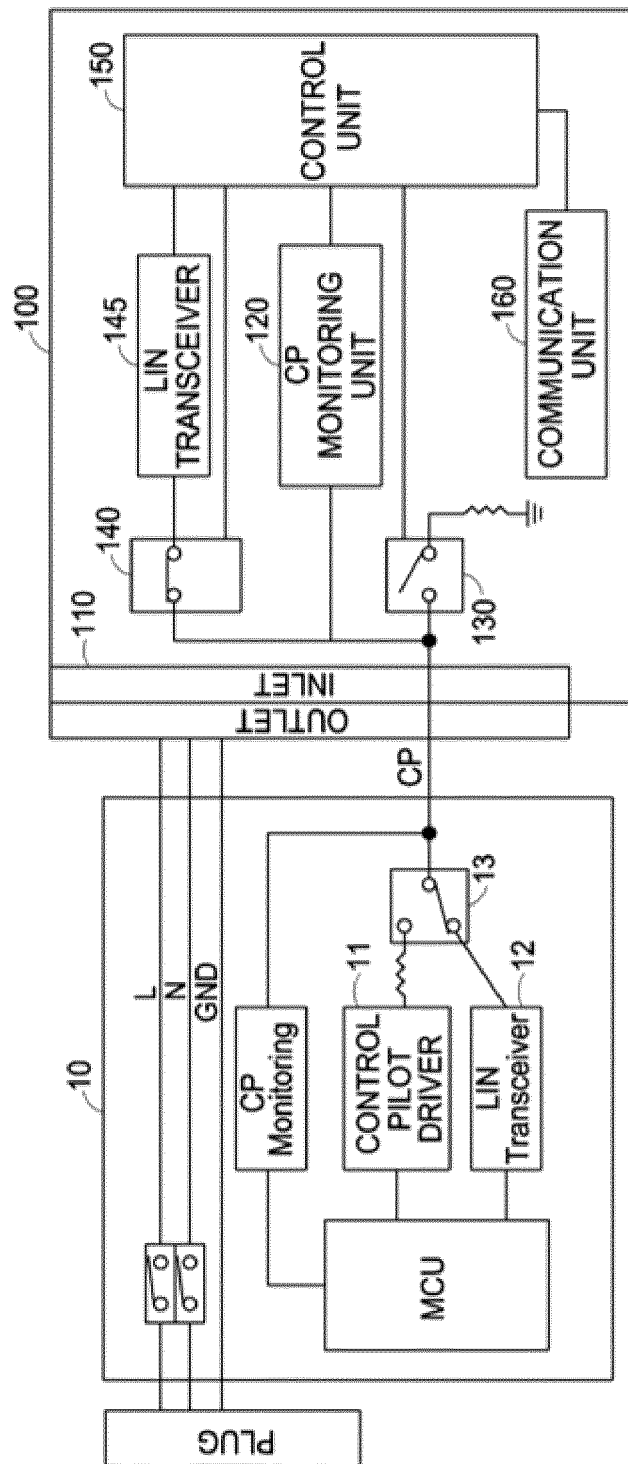 10
L
N
GND
PLUG
CP
Monitoring
11
CONTROL
PILOT
DRIVER
12
LIN
Transceiver
13
MCU
CP
OUTLET
INLET
100
110
140
145
LIN
TRANSCEIVER
120
CP
MONITORING
UNIT
130
150
CONTROL
UNIT
160
COMMUNICATION
UNIT